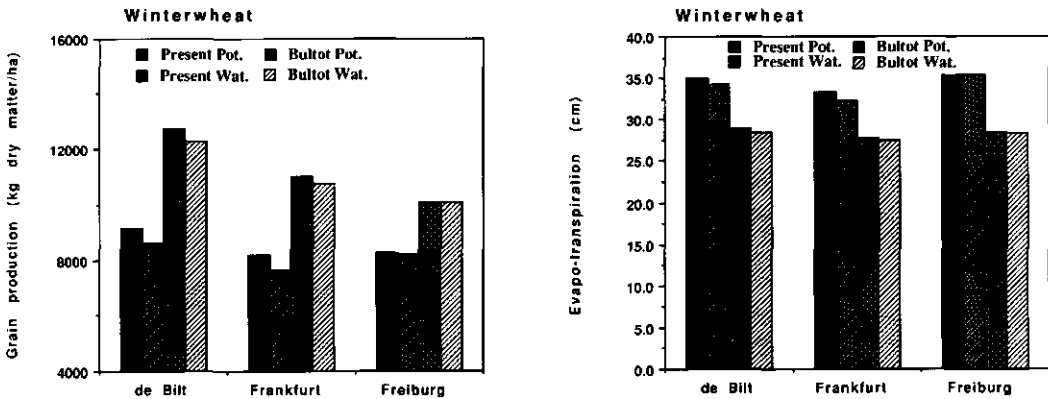 Winterwheat
Grain production (kg dry matter/ha)
16000
12000
8000
4000
Present Pot. Bultot Pot.
Present Wat. Bultot Wat.
de Bilt Frankfurt Freiburg
Winterwheat
Evapo-transpiration (cm)
40.0
35.0
30.0
25.0
20.0
15.0
10.0
5.0
0.0
Present Pot. Bultot Pot.
Present Wat. Bultot Wat.
de Bilt Frankfurt Freiburg